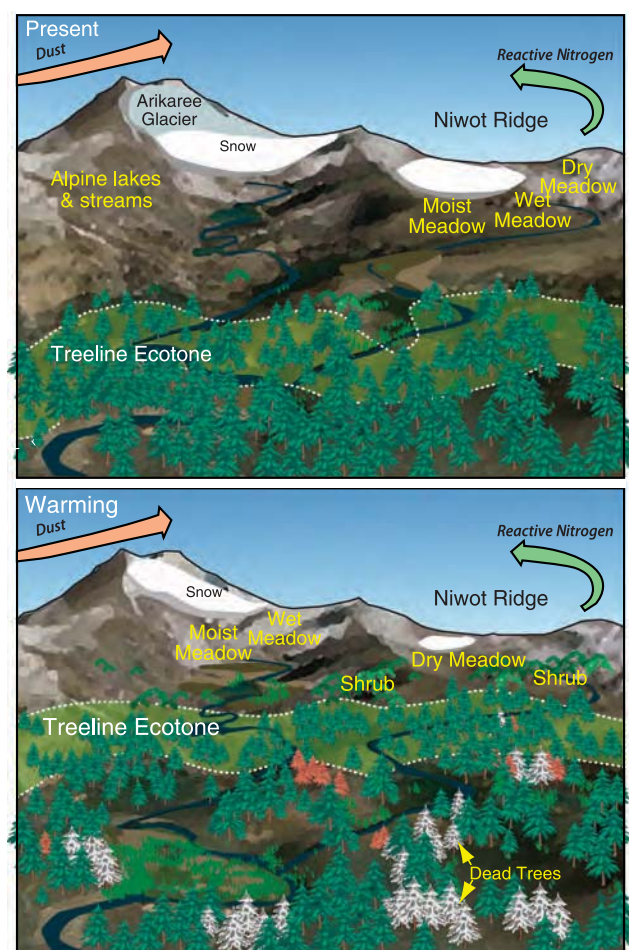 Present
Dust
Reactive Nitrogen
Arikaree
Glacier
Niwot Ridge
Snow
Alpine lakes
& streams
Dry
Meadow
Moist
Meadow
Wet
Meadow
Treeline Ecotone
Warming
Dust
Reactive Nitrogen
Snow
Niwot Ridge
Wet
Meadow
Moist
Meadow
Dry Meadow
Shrub
Shrub
Treeline Ecotone
Dead Trees